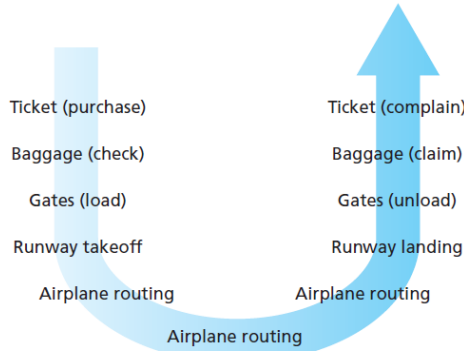 Ticket (purchase)
Ticket (complain)
Baggage (check)
Baggage (claim)
Gates (load)
Gates (unload)
Runway takeoff
Runway landing
Airplane routing
Airplane routing
Airplane routing